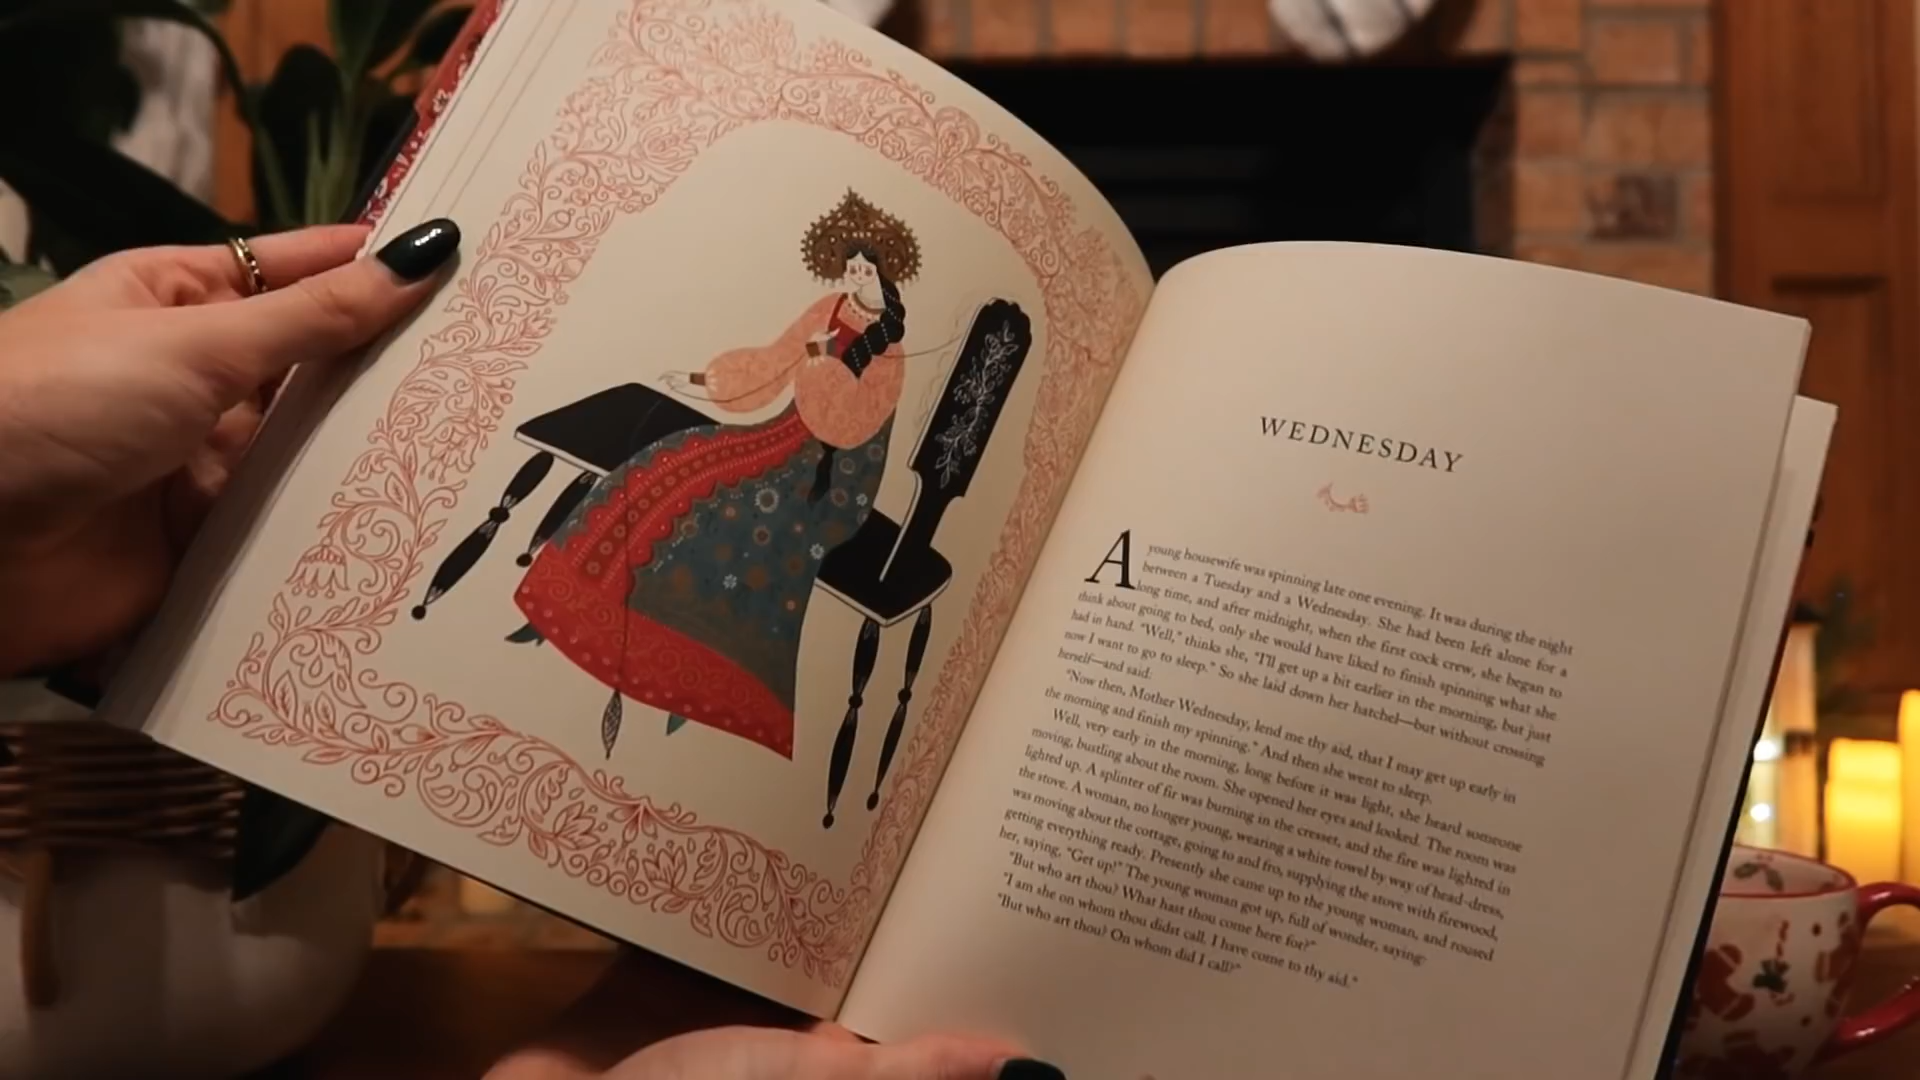 WEDNESDAY
A young housewife was spinning late one evening. It was during the night
between a Tuesday and a Wednesday. She had been left alone for a
long time, and after midnight, when the first cock crew, she began to
think about going to bed, only she would have liked to finish spinning what she
had in hand. "Well," thinks she, "I'll get up a bit earlier in the morning, but just
now I want to go to sleep." So she laid down her hatchel—but without crossing
herself—and said:
"Now then, Mother Wednesday, lend me thy aid, that I may get up early in
the morning and finish my spinning." And then she went to sleep.
Well, very early in the morning, long before it was light, she heard someone
moving, bustling about the room. She opened her eyes and looked. The room was
lighted up. A splinter of fir was burning in the cresset, and the fire was lighted in
the stove. A woman, no longer young, wearing a white towel by way of head-dress,
was moving about the cottage, going to and fro, supplying the stove with firewood,
getting everything ready. Presently she came up to the young woman, and roused
her, saying, "Get up!" The young woman got up, full of wonder, saying:
"But who art thou? What hast thou come here for?"
"I am she on whom thou didst call. I have come to thy aid."
"But who art thou? On whom did I call?"